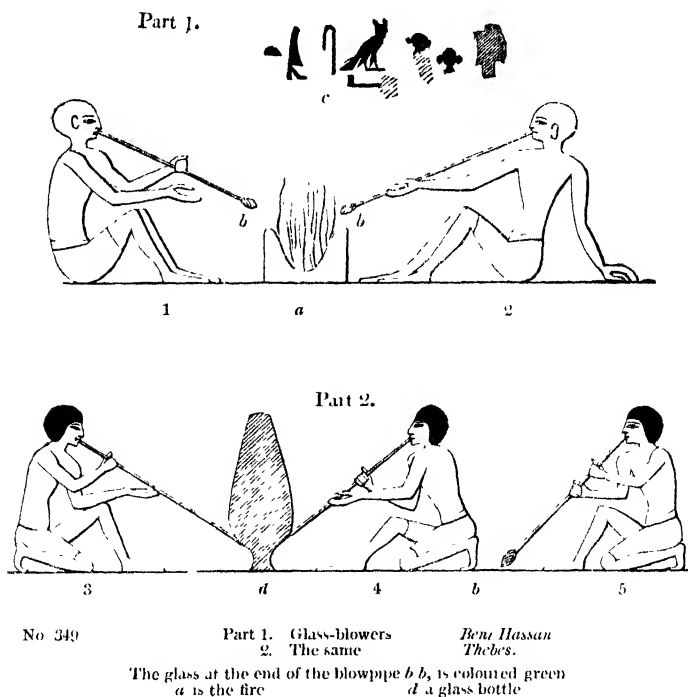 Part 1.
c
b b
1 a 2
Part 2.
3 d 4 b 5
No 349 Part 1. Glass-blowers Beni Hassan
2. The same Thebes.
The glass at the end of the blowpipe b b, is coloured green
a is the fire d a glass bottle